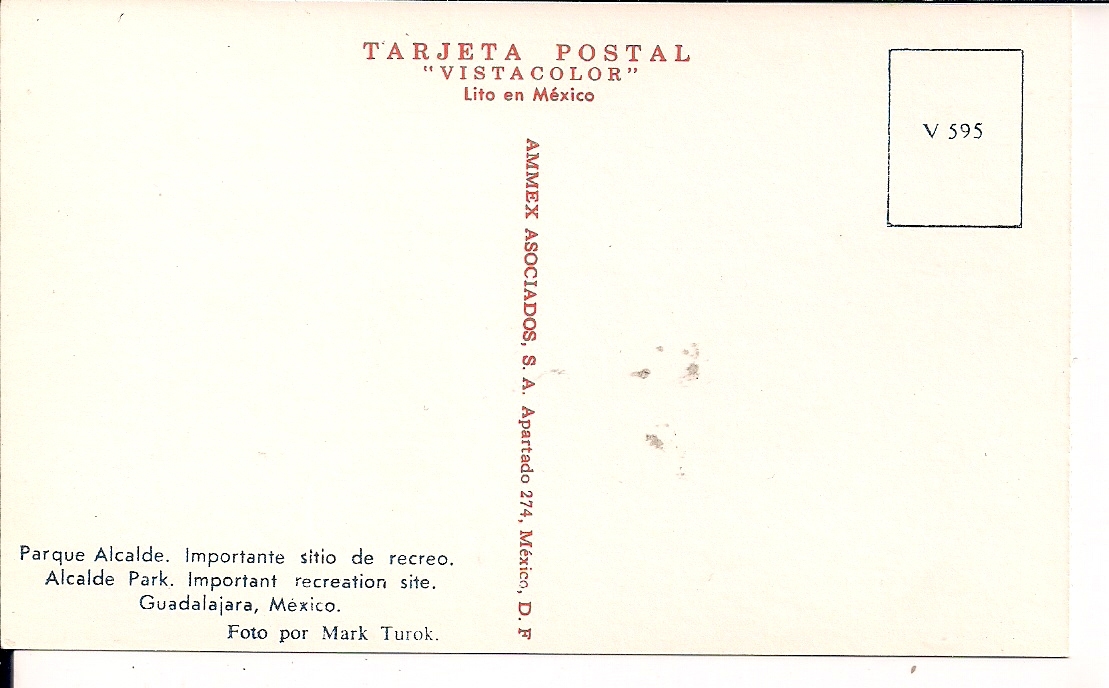 TARJETA POSTAL
"VISTACOLOR"
Lito en México
V 595
AMMEX ASOCIADOS, S. A. Apartado 274, México, D. F
Parque Alcalde. Importante sitio de recreo.
Alcalde Park. Important recreation site.
Guadalajara, México.
Foto por Mark Turok.